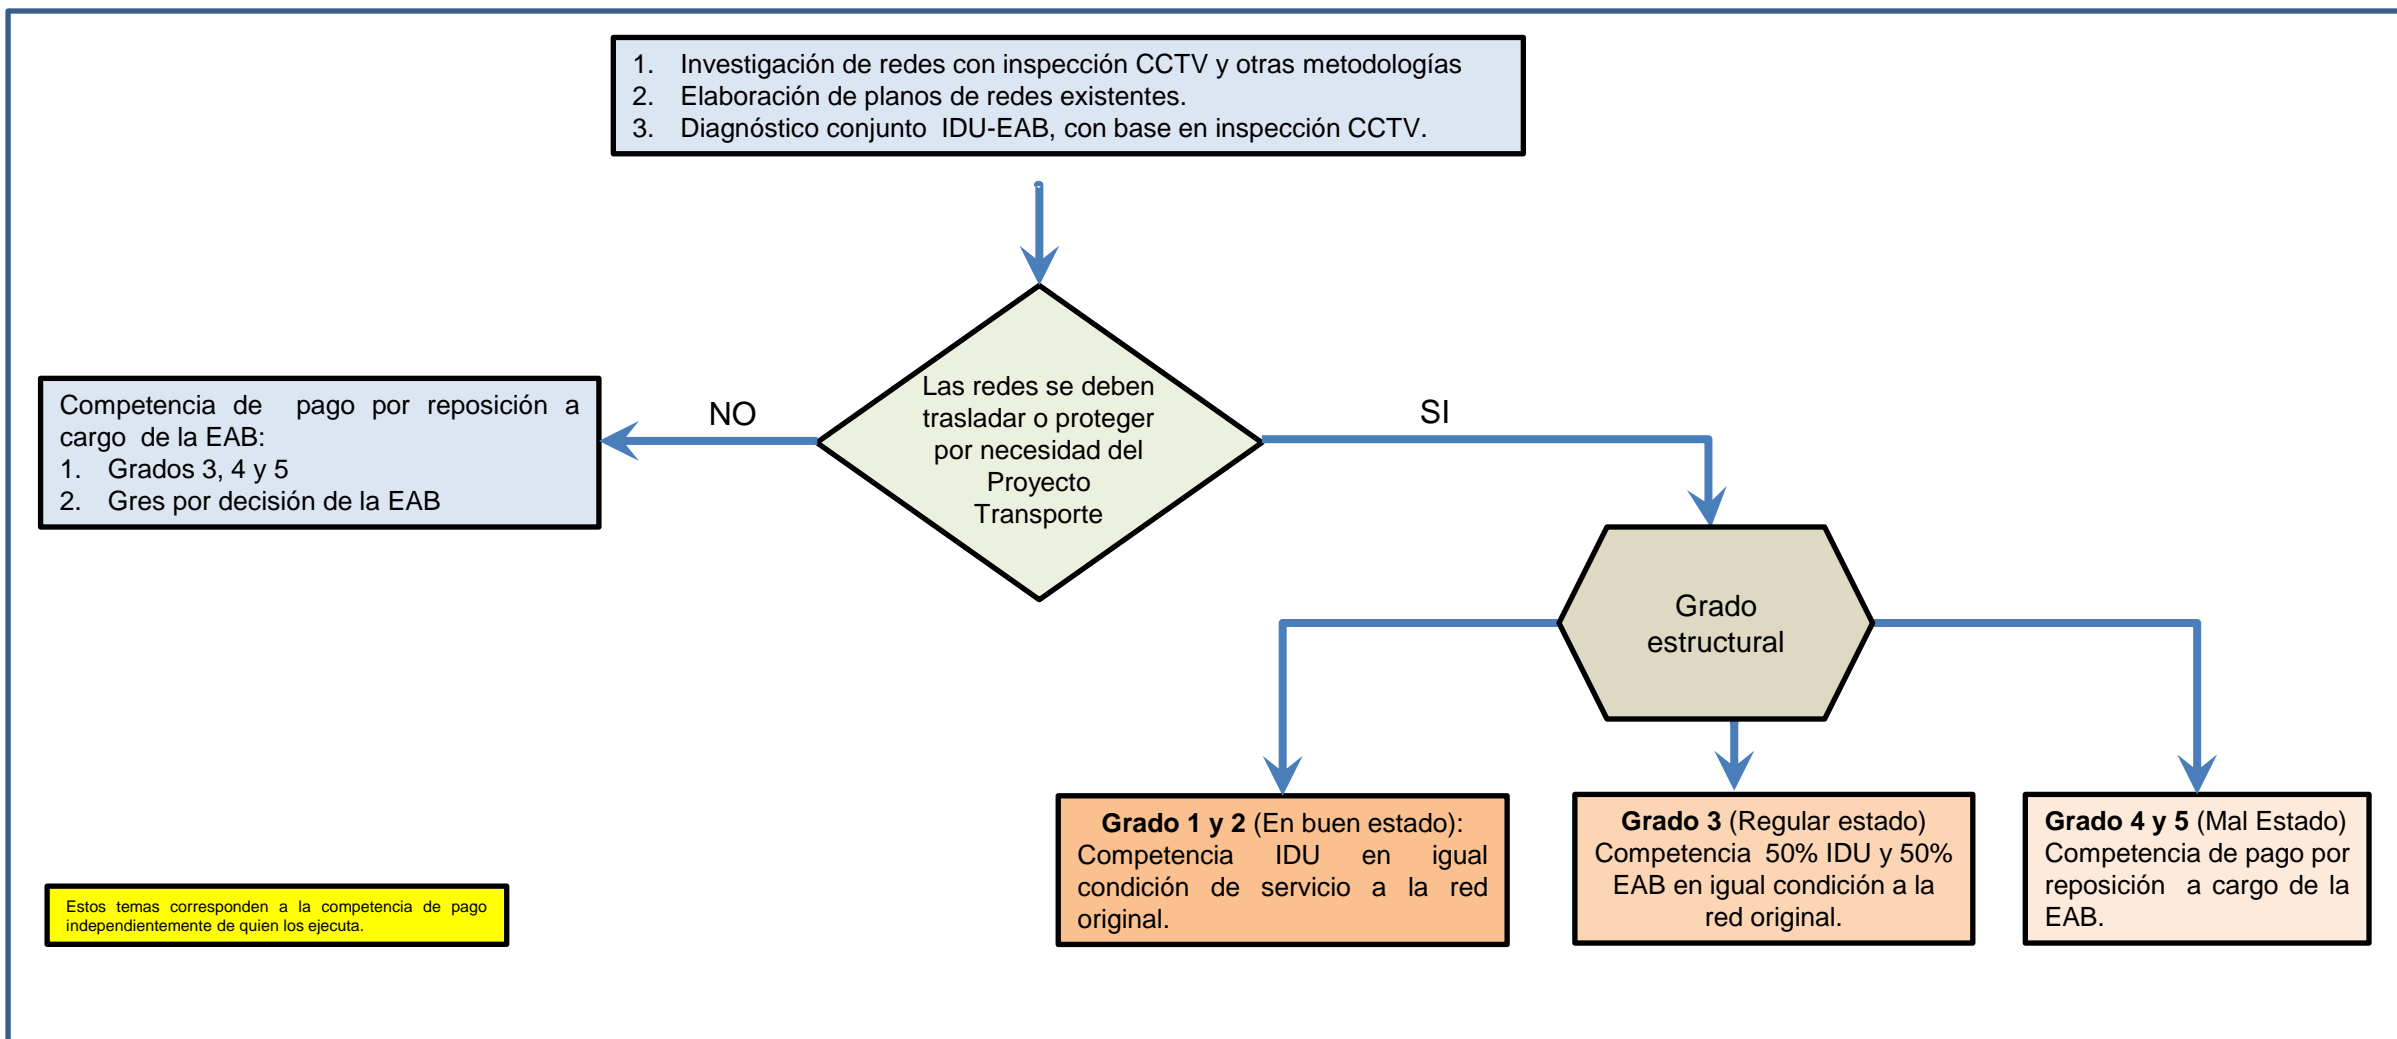 1. Investigación de redes con inspección CCTV y otras metodologías
2. Elaboración de planos de redes existentes.
3. Diagnóstico conjunto IDU-EAB, con base en inspección CCTV.
Las redes se deben
trasladar o proteger
por necesidad del
Proyecto
Transporte
NO
SI
Competencia de pago por reposición a
cargo de la EAB:
1. Grados 3, 4 y 5
2. Gres por decisión de la EAB
Grado
estructural
Grado 1 y 2 (En buen estado):
Competencia IDU en igual
condición de servicio a la red
original.
Grado 3 (Regular estado)
Competencia 50% IDU y 50%
EAB en igual condición a la
red original.
Grado 4 y 5 (Mal Estado)
Competencia de pago por
reposición a cargo de la
EAB.
Estos temas corresponden a la competencia de pago
independientemente de quien los ejecuta.